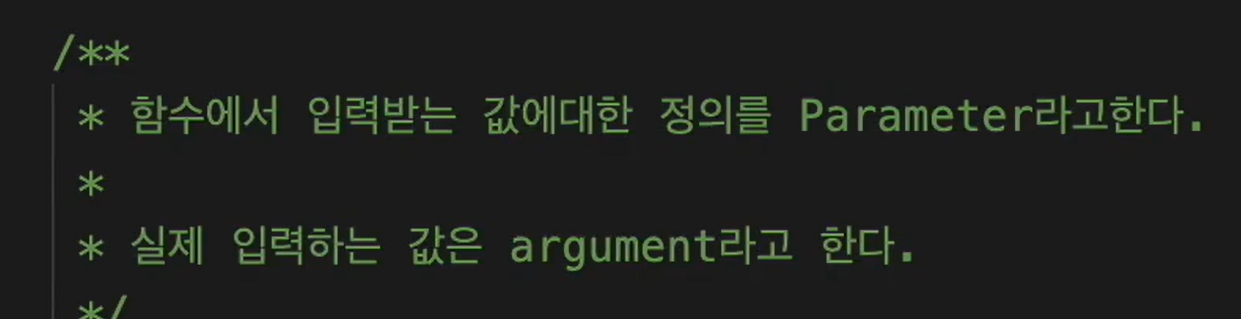 /**
* 함수에서 입력받는 값에대한 정의를 Parameter라고한다.
*
* 실제 입력하는 값은 argument라고 한다.
*/